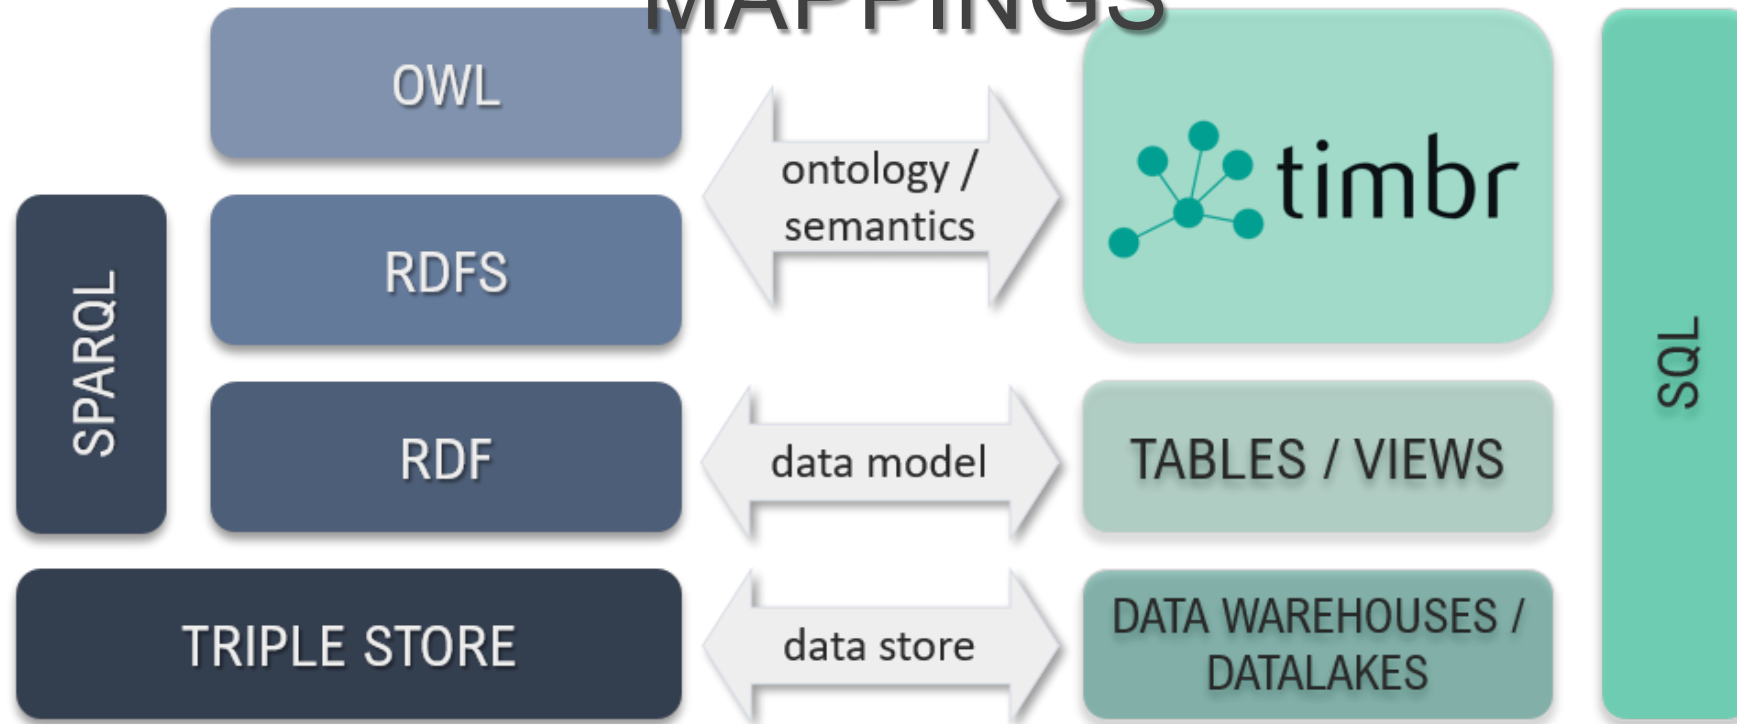 MAPPINGS
OWL
ontology /
semantics
timbr
RDFS
SPARQL
SQL
RDF
data model
TABLES / VIEWS
TRIPLE STORE
data store
DATA WAREHOUSES /
DATALAKES